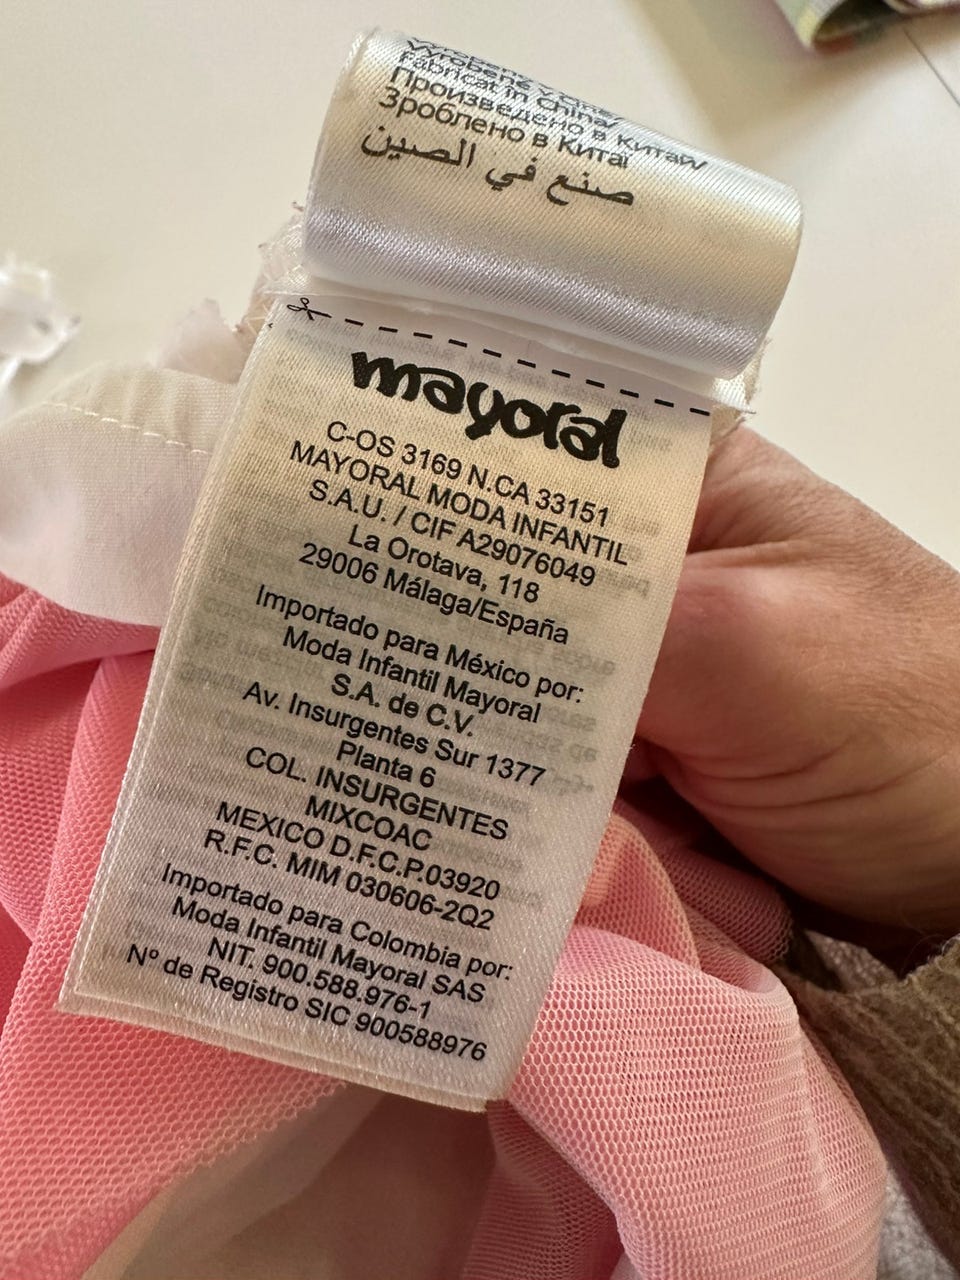 Fabricat in China/
Произведено в Китай/
Зроблено в Китаї
صنع في الصين
mayoral
C-OS 3169 N.CA 33151
MAYORAL MODA INFANTIL
S.A.U. / CIF A29076049
La Orotava, 118
29006 Málaga/España
Importado para México por:
Moda Infantil Mayoral
S.A. de C.V.
Av. Insurgentes Sur 1377
Planta 6
COL. INSURGENTES
MIXCOAC
MEXICO D.F.C.P.03920
R.F.C. MIM 030606-2Q2
Importado para Colombia por:
Moda Infantil Mayoral SAS
NIT. 900.588.976-1
Nº de Registro SIC 900588976